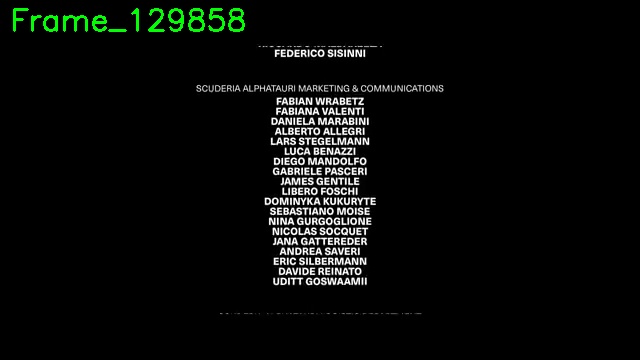 Frame_129858
FEDERICO SISINNI
SCUDERIA ALPHATAURI MARKETING & COMMUNICATIONS
FABIAN WRABETZ
FABIANA VALENTI
DANIELA MARABINI
ALBERTO ALLEGRI
LARS STEGELMANN
LUCA BENAZZI
DIEGO MANDOLFO
GABRIELE PASCERI
JAMES GENTILE
LIBERO FOSCHI
DOMINYKA KUKURYTE
SEBASTIANO MOISE
NINA GURGOGLIONE
NICOLAS SOCQUET
JANA GATTEREDER
ANDREA SAVERI
ERIC SILBERMANN
DAVIDE REINATO
UDITT GOSWAAMII